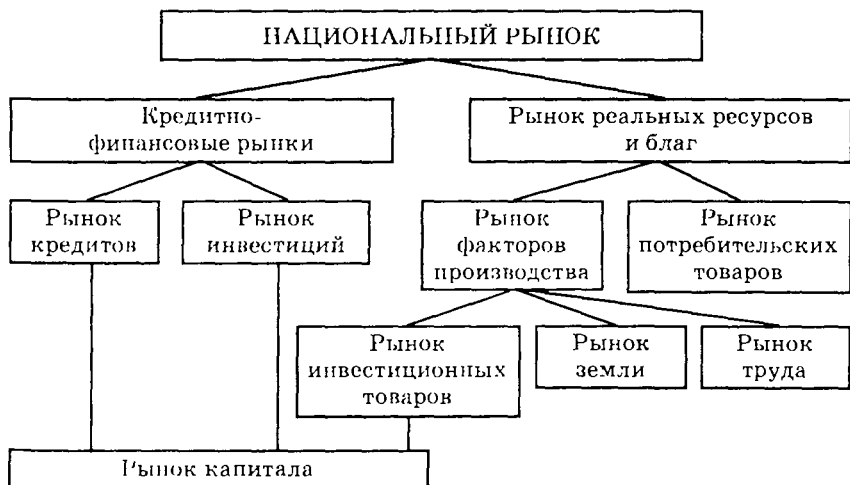 НАЦИОНАЛЬНЫЙ РЫНОК
Кредитно-
финансовые рынки
Рынок реальных ресурсов
и благ
Рынок
кредитов
Рынок
инвестиций
Рынок
факторов
производства
Рынок
потребительских
товаров
Рынок
инвестиционных
товаров
Рынок
земли
Рынок
труда
Рынок капитала